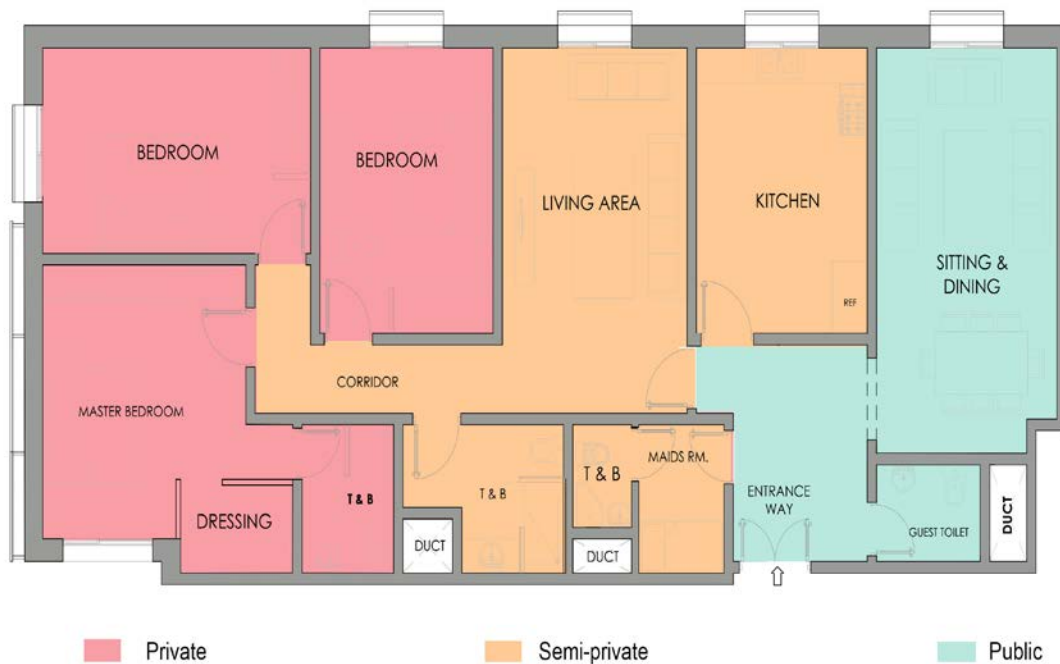 BEDROOM
BEDROOM
LIVING AREA
KITCHEN
SITTING &
DINING
REF
CORRIDOR
MASTER BEDROOM
MAIDS RM.
T & B
T & B
T & B
ENTRANCE
WAY
DRESSING
GUEST TOILET
DUCT
DUCT
DUCT
Private
Semi-private
Public